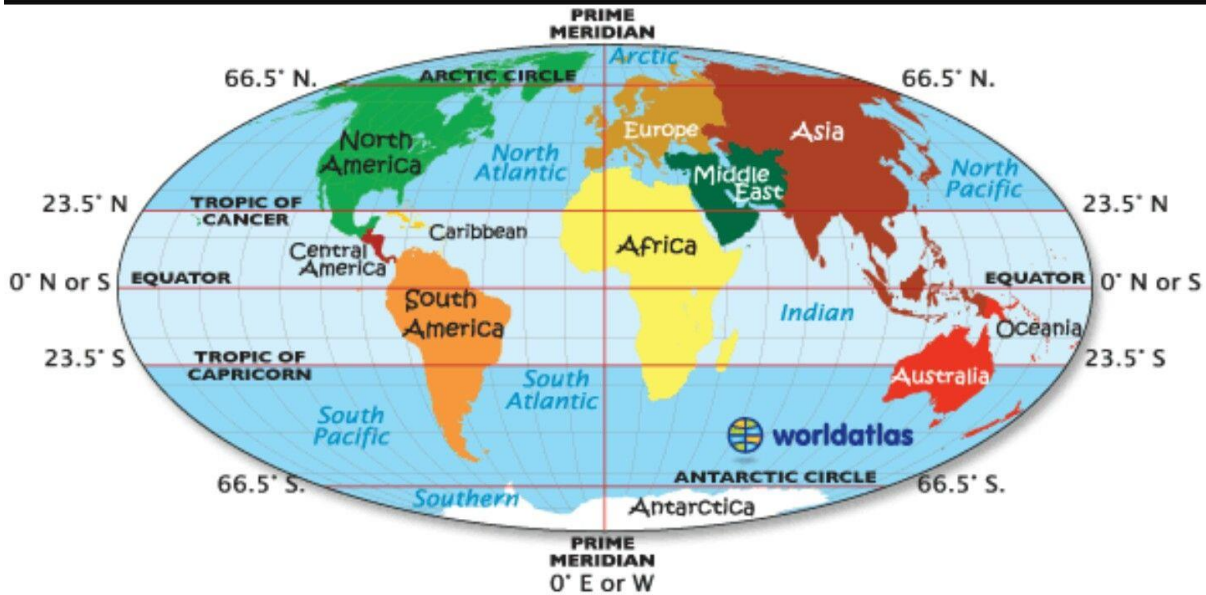 PRIME
MERIDIAN
Arctic
66.5° N.
ARCTIC CIRCLE
66.5° N.
North
America
Europe
Asia
North
Atlantic
North
Pacific
Middle
East
23.5° N
TROPIC OF
CANCER
23.5° N
Caribbean
Africa
Central
America
0° N or S
EQUATOR
EQUATOR
0° N or S
South
America
Indian
Oceania
23.5° S
TROPIC OF
CAPRICORN
23.5° S
Australia
South
Atlantic
South
Pacific
worldatlas
66.5° S.
ANTARCTIC CIRCLE
66.5° S.
Southern
Antarctica
PRIME
MERIDIAN
0° E or W